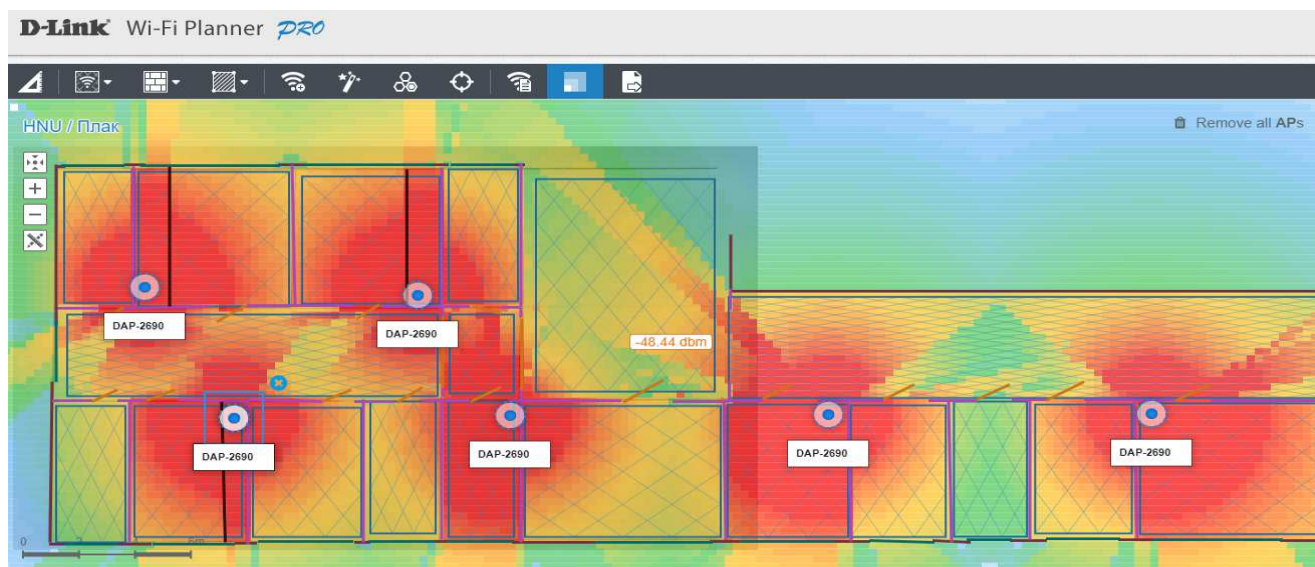 D-Link Wi-Fi Planner PRO
HNU / Плак
Remove all APs
DAP-2690
DAP-2690
-48.44 dbm
DAP-2690
DAP-2690
DAP-2690
DAP-2690
0